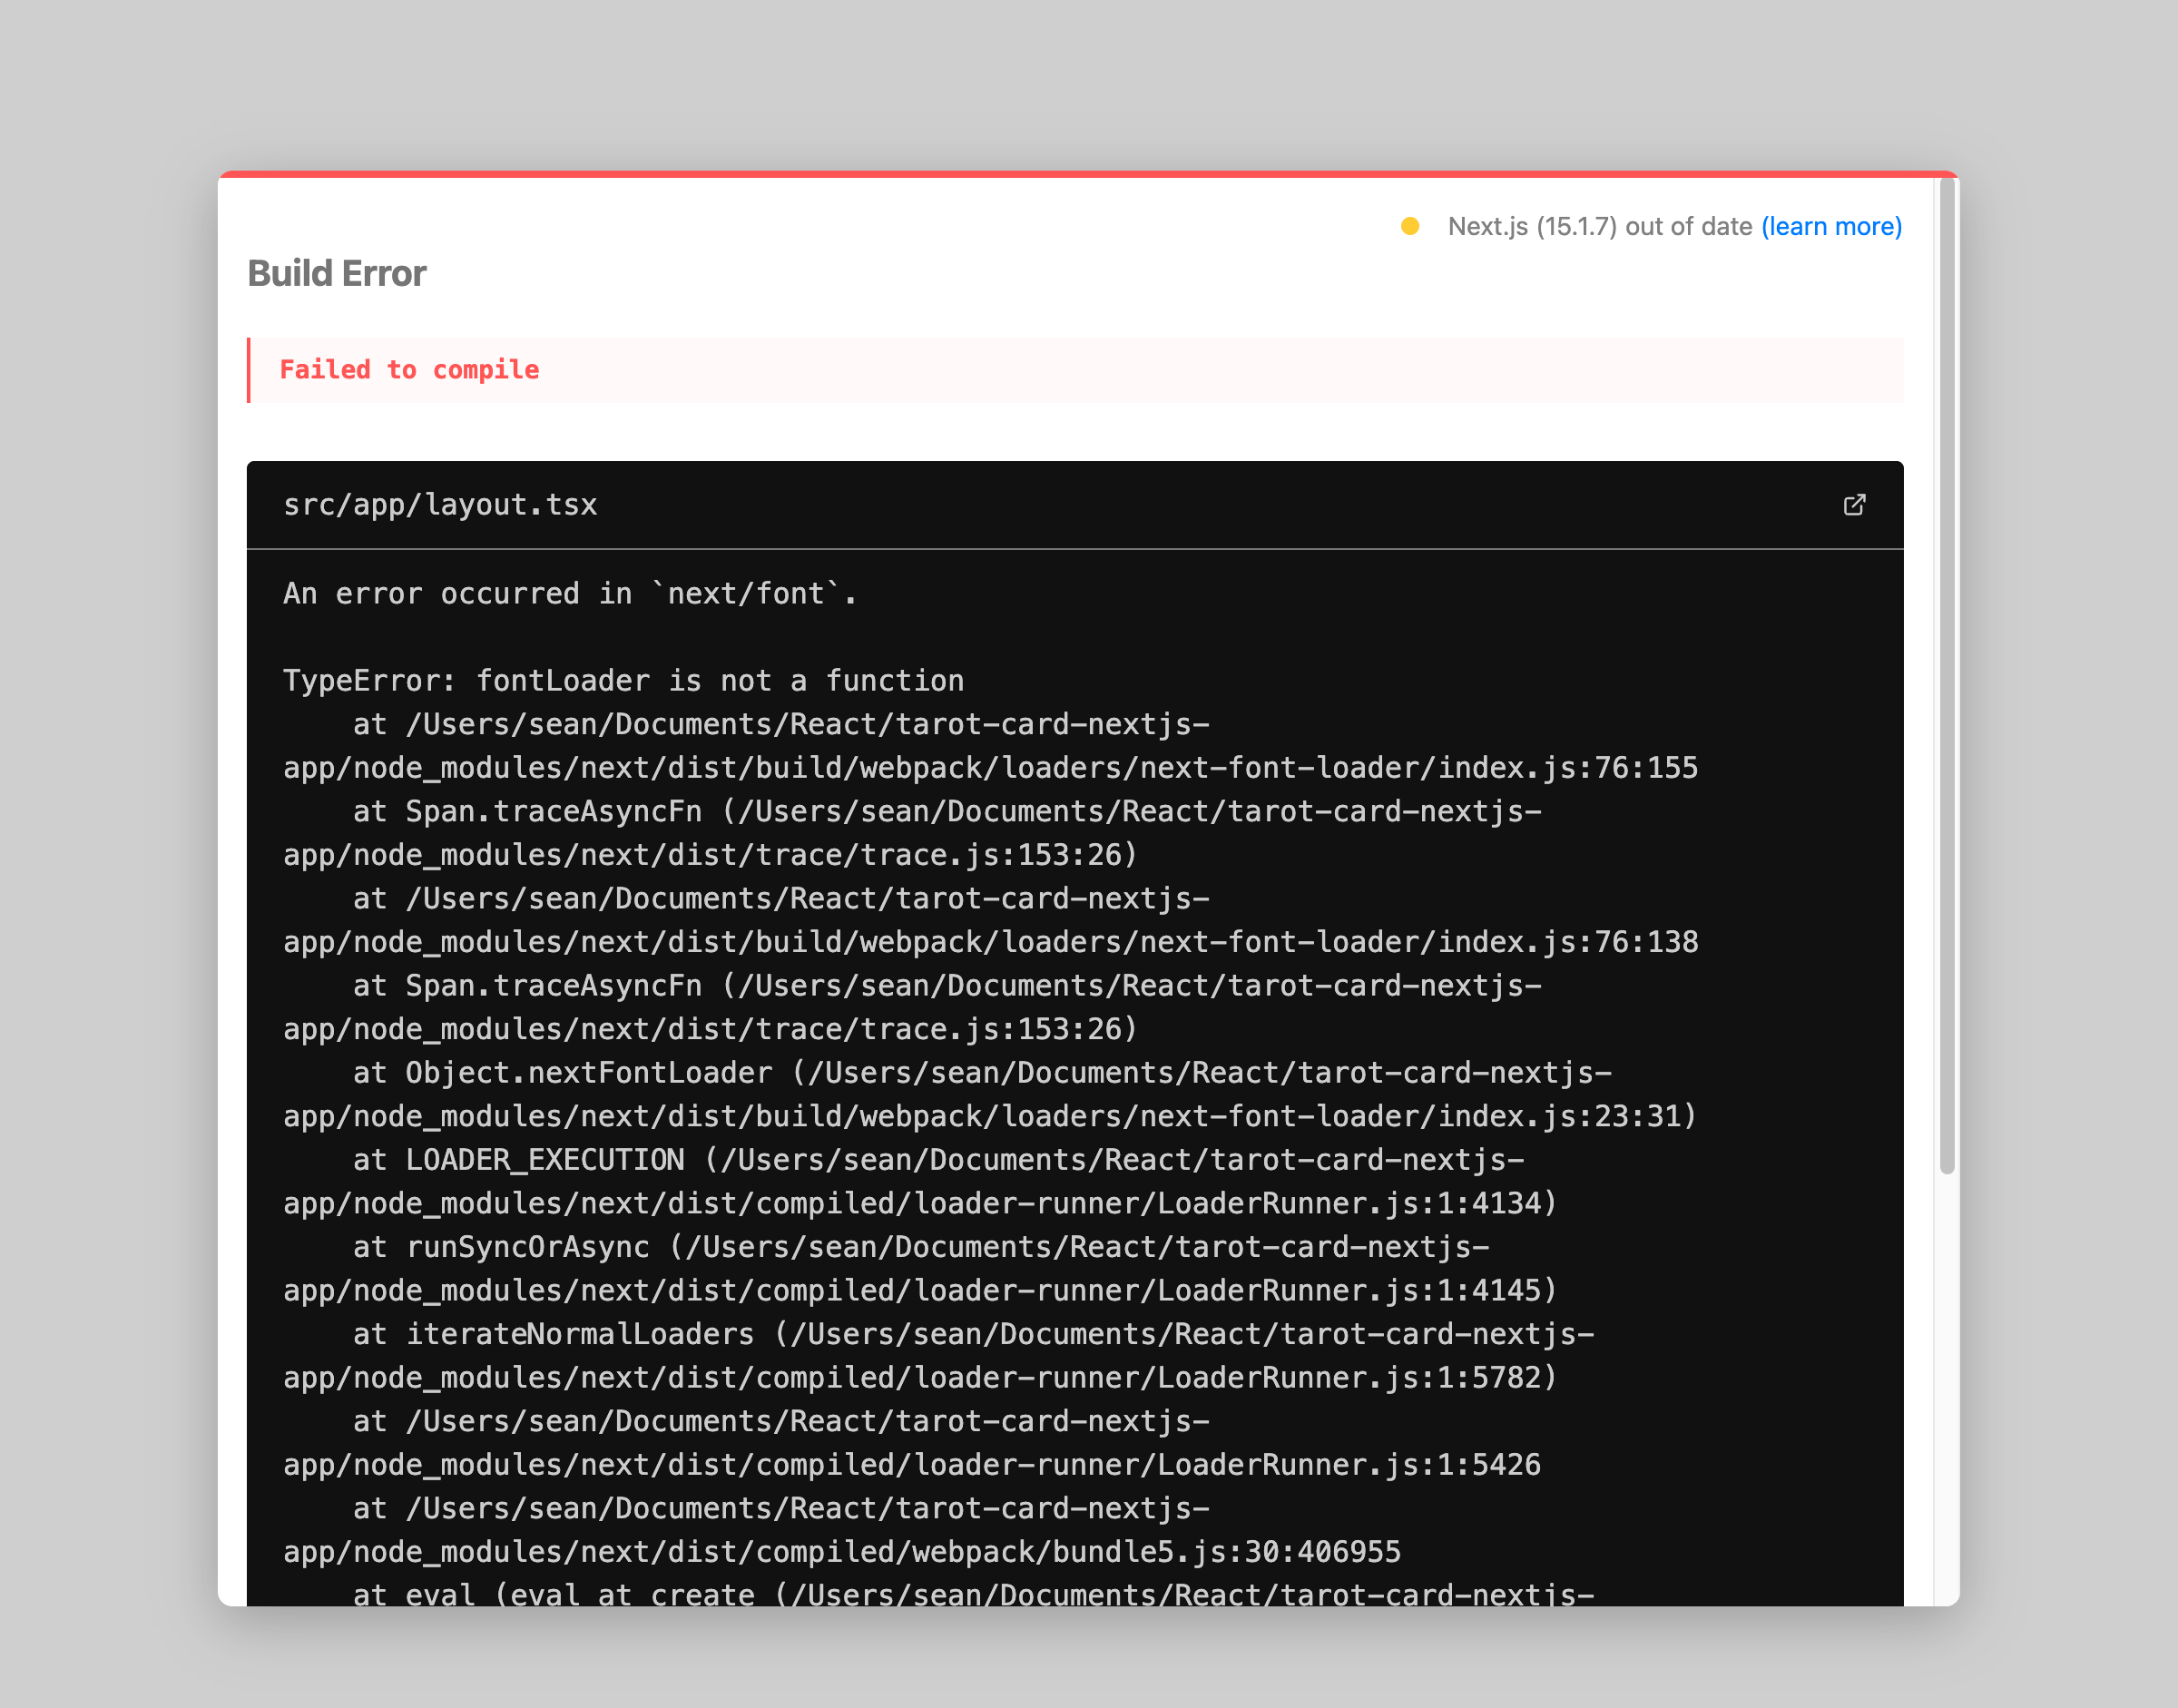 Next.js (15.1.7) out of date (learn more)
Build Error
Failed to compile
src/app/layout.tsx
An error occurred in `next/font`.
TypeError: fontLoader is not a function
    at /Users/sean/Documents/React/tarot-card-nextjs-
app/node_modules/next/dist/build/webpack/loaders/next-font-loader/index.js:76:155
    at Span.traceAsyncFn (/Users/sean/Documents/React/tarot-card-nextjs-
app/node_modules/next/dist/trace/trace.js:153:26)
    at /Users/sean/Documents/React/tarot-card-nextjs-
app/node_modules/next/dist/build/webpack/loaders/next-font-loader/index.js:76:138
    at Span.traceAsyncFn (/Users/sean/Documents/React/tarot-card-nextjs-
app/node_modules/next/dist/trace/trace.js:153:26)
    at Object.nextFontLoader (/Users/sean/Documents/React/tarot-card-nextjs-
app/node_modules/next/dist/build/webpack/loaders/next-font-loader/index.js:23:31)
    at LOADER_EXECUTION (/Users/sean/Documents/React/tarot-card-nextjs-
app/node_modules/next/dist/compiled/loader-runner/LoaderRunner.js:1:4134)
    at runSyncOrAsync (/Users/sean/Documents/React/tarot-card-nextjs-
app/node_modules/next/dist/compiled/loader-runner/LoaderRunner.js:1:4145)
    at iterateNormalLoaders (/Users/sean/Documents/React/tarot-card-nextjs-
app/node_modules/next/dist/compiled/loader-runner/LoaderRunner.js:1:5782)
    at /Users/sean/Documents/React/tarot-card-nextjs-
app/node_modules/next/dist/compiled/loader-runner/LoaderRunner.js:1:5426
    at /Users/sean/Documents/React/tarot-card-nextjs-
app/node_modules/next/dist/compiled/webpack/bundle5.js:30:406955
    at eval (eval at create (/Users/sean/Documents/React/tarot-card-nextjs-